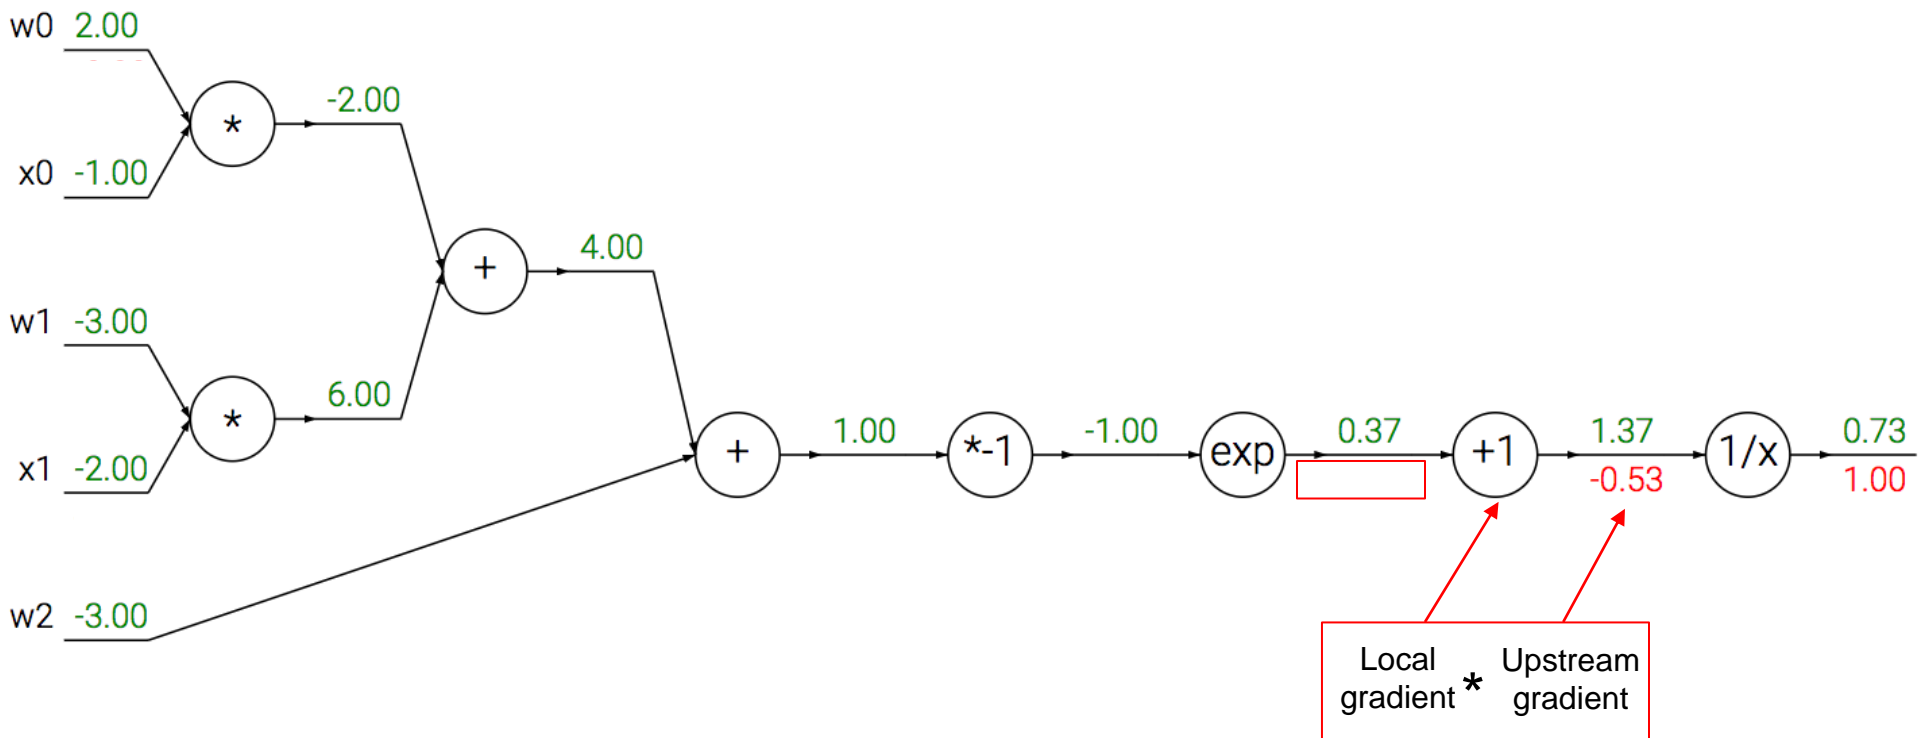 w0 2.00
*
-2.00
x0 -1.00
+
4.00
w1 -3.00
*
6.00
x1 -2.00
+
1.00
*-1
-1.00
exp
0.37
+1
1.37
-0.53
1/x
0.73
1.00
w2 -3.00
Local
gradient
*
Upstream
gradient